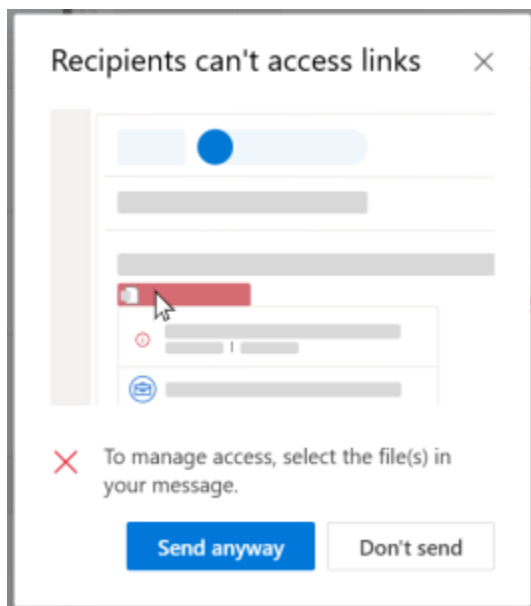 Recipients can't access links
To manage access, select the file(s) in
your message.
Send anyway
Don't send